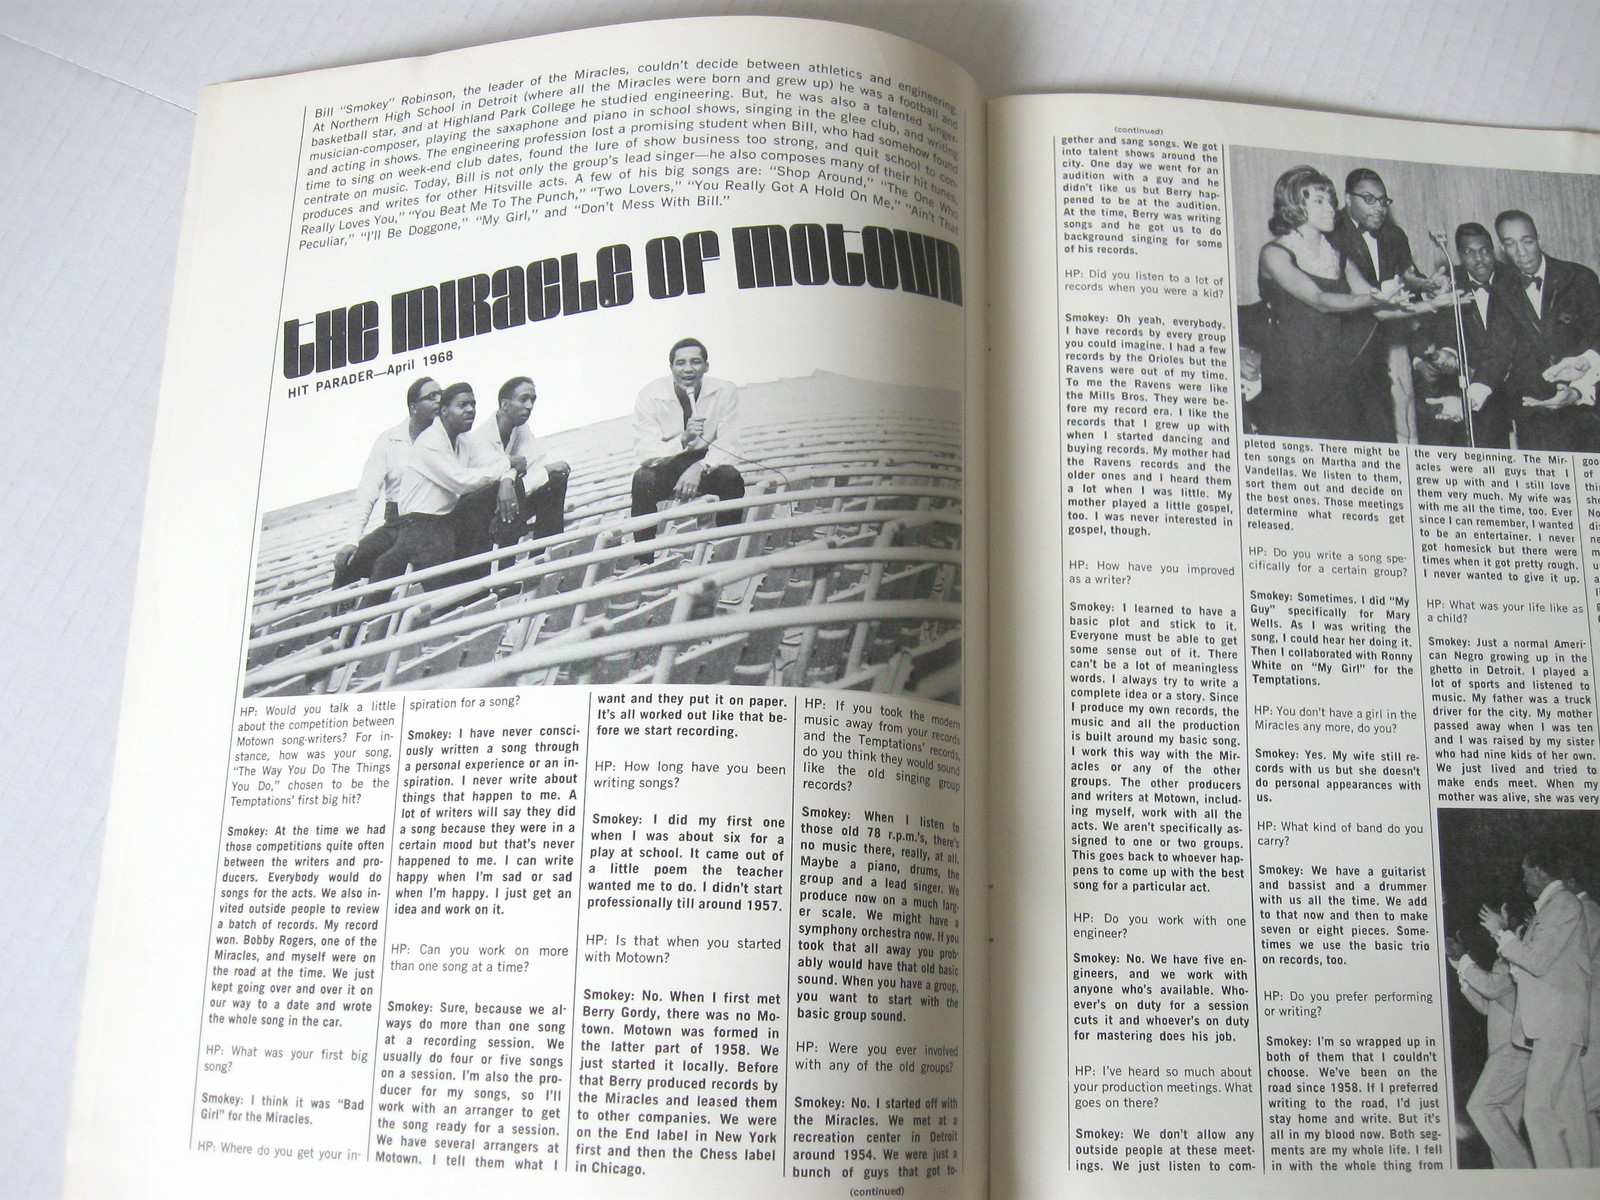 Bill “Smokey” Robinson, the leader of the Miracles, couldn't decide between athletics and engineering.
At Northern High School in Detroit (where all the Miracles were born and grew up) he was a football and
basketball star, and at Highland Park College he studied engineering. But, he was also a talented singer-
musician-composer, playing the saxaphone and piano in school shows, singing in the glee club, and writing
and acting in shows. The engineering profession lost a promising student when Bill, who had somehow found
time to sing on week-end club dates, found the lure of show business too strong, and quit school to con-
centrate on music. Today, Bill is not only the group's lead singer—he also composes many of their hit tunes,
produces and writes for other Hitsville acts. A few of his big songs are: “Shop Around,” “The One Who
Really Loves You,” “You Beat Me To The Punch,” “Two Lovers,” “You Really Got A Hold On Me,” “Ain't That
Peculiar,” “I'll Be Doggone,” “My Girl,” and “Don't Mess With Bill.”
THE MIRACLE OF MOTOWN
HIT PARADER—April 1968
HP: Would you talk a little
about the competition between
Motown song-writers? For in-
stance, how was your song,
“The Way You Do The Things
You Do,” chosen to be the
Temptations' first big hit?
Smokey: At the time we had
those competitions quite often
between the writers and pro-
ducers. Everybody would do
songs for the acts. We also in-
vited outside people to review
a batch of records. My record
won. Bobby Rogers, one of the
Miracles, and myself were on
the road at the time. We just
kept going over and over it on
our way to a date and wrote
the whole song in the car.
HP: What was your first big
song?
Smokey: I think it was “Bad
Girl” for the Miracles.
HP: Where do you get your in-
spiration for a song?
Smokey: I have never consci-
ously written a song through
a personal experience or an in-
spiration. I never write about
things that happen to me. A
lot of writers will say they did
a song because they were in a
certain mood but that's never
happened to me. I can write
happy when I'm sad or sad
when I'm happy. I just get an
idea and work on it.
HP: Can you work on more
than one song at a time?
Smokey: Sure, because we al-
ways do more than one song
at a recording session. We
usually do four or five songs
on a session. I'm also the pro-
ducer for my songs, so I'll
work with an arranger to get
the song ready for a session.
We have several arrangers at
Motown. I tell them what I
want and they put it on paper.
It's all worked out like that be-
fore we start recording.
HP: How long have you been
writing songs?
Smokey: I did my first one
when I was about six for a
play at school. It came out of
a little poem the teacher
wanted me to do. I didn't start
professionally till around 1957.
HP: Is that when you started
with Motown?
Smokey: No. When I first met
Berry Gordy, there was no Mo-
town. Motown was formed in
the latter part of 1958. We
just started it locally. Before
that Berry produced records by
the Miracles and leased them
to other companies. We were
on the End label in New York
first and then the Chess label
in Chicago.
HP: If you took the modern
music away from your records
and the Temptations' records,
do you think they would sound
like the old singing group
records?
Smokey: When I listen to
those old 78 r.p.m.'s, there's
no music there, really, at all.
Maybe a piano, drums, the
group and a lead singer. We
produce now on a much larg-
er scale. We might have a
symphony orchestra now. If you
took that all away you prob-
ably would have that old basic
sound. When you have a group,
you want to start with the
basic group sound.
HP: Were you ever involved
with any of the old groups?
Smokey: No. I started off with
the Miracles. We met at a
recreation center in Detroit
around 1954. We were just a
bunch of guys that got to-
(continued)
(continued)
gether and sang songs. We got
into talent shows around the
city. One day we went for an
audition with a guy and he
didn't like us but Berry hap-
pened to be at the audition.
At the time, Berry was writing
songs and he got us to do
background singing for some
of his records.
HP: Did you listen to a lot of
records when you were a kid?
Smokey: Oh yeah, everybody.
I have records by every group
you could imagine. I had a few
records by the Orioles but the
Ravens were out of my time.
To me the Ravens were like
the Mills Bros. They were be-
fore my record era. I like the
records that I grew up with
when I started dancing and
buying records. My mother had
the Ravens records and the
older ones and I heard them
a lot when I was little. My
mother played a little gospel,
too. I was never interested in
gospel, though.
HP: How have you improved
as a writer?
Smokey: I learned to have a
basic plot and stick to it.
Everyone must be able to get
some sense out of it. There
can't be a lot of meaningless
words. I always try to write a
complete idea or a story. Since
I produce my own records, the
music and all the production
is built around my basic song.
I work this way with the Mir-
acles or any of the other
groups. The other producers
and writers at Motown, includ-
ing myself, work with all the
acts. We aren't specifically as-
signed to one or two groups.
This goes back to whoever hap-
pens to come up with the best
song for a particular act.
HP: Do you work with one
engineer?
Smokey: No. We have five en-
gineers, and we work with
anyone who's available. Who-
ever's on duty for a session
cuts it and whoever's on duty
for mastering does his job.
HP: I've heard so much about
your production meetings. What
goes on there?
Smokey: We don't allow any
outside people at these meet-
ings. We just listen to com-
pleted songs. There might be
ten songs on Martha and the
Vandellas. We listen to them,
sort them out and decide on
the best ones. Those meetings
determine what records get
released.
HP: Do you write a song spe-
cifically for a certain group?
Smokey: Sometimes. I did “My
Guy” specifically for Mary
Wells. As I was writing the
song, I could hear her doing it.
Then I collaborated with Ronny
White on “My Girl” for the
Temptations.
HP: You don't have a girl in the
Miracles any more, do you?
Smokey: Yes. My wife still re-
cords with us but she doesn't
do personal appearances with
us.
HP: What kind of band do you
carry?
Smokey: We have a guitarist
and bassist and a drummer
with us all the time. We add
to that now and then to make
seven or eight pieces. Some-
times we use the basic trio
on records, too.
HP: Do you prefer performing
or writing?
Smokey: I'm so wrapped up in
both of them that I couldn't
choose. We've been on the
road since 1958. If I preferred
writing to the road, I'd just
stay home and write. But it's
all in my blood now. Both seg-
ments are my whole life. I fell
in with the whole thing from
the very beginning. The Mir-
acles were all guys that I
grew up with and I still love
them very much. My wife was
with me all the time, too. Ever
since I can remember, I wanted
to be an entertainer. I never
got homesick but there were
times when it got pretty rough.
I never wanted to give it up.
HP: What was your life like as
a child?
Smokey: Just a normal Ameri-
can Negro growing up in the
ghetto in Detroit. I played a
lot of sports and listened to
music. My father was a truck
driver for the city. My mother
passed away when I was ten
and I was raised by my sister
who had nine kids of her own.
We just lived and tried to
make ends meet. When my
mother was alive, she was very
goo
of
thi
she
No